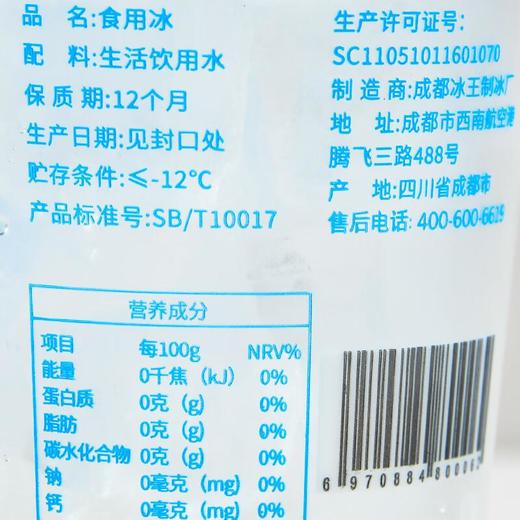 品 名:食用冰
配 料:生活饮用水
保质期:12个月
生产日期:见封口处
贮存条件:≤-12℃
产品标准号:SB/T10017
生产许可证号:
SC11051011601070
制造商:成都冰王制冰厂
地 址:成都市西南航空港
腾飞三路488号
产 地:四川省成都市
售后电话: 400-600-6619
营养成分
项目 每100g NRV%
能量 0千焦 (kJ) 0%
蛋白质 0克 (g) 0%
脂肪 0克 (g) 0%
碳水化合物 0克 (g) 0%
钠 0毫克 (mg) 0%
钙 0毫克 (mg) 0%
6 970884 80006